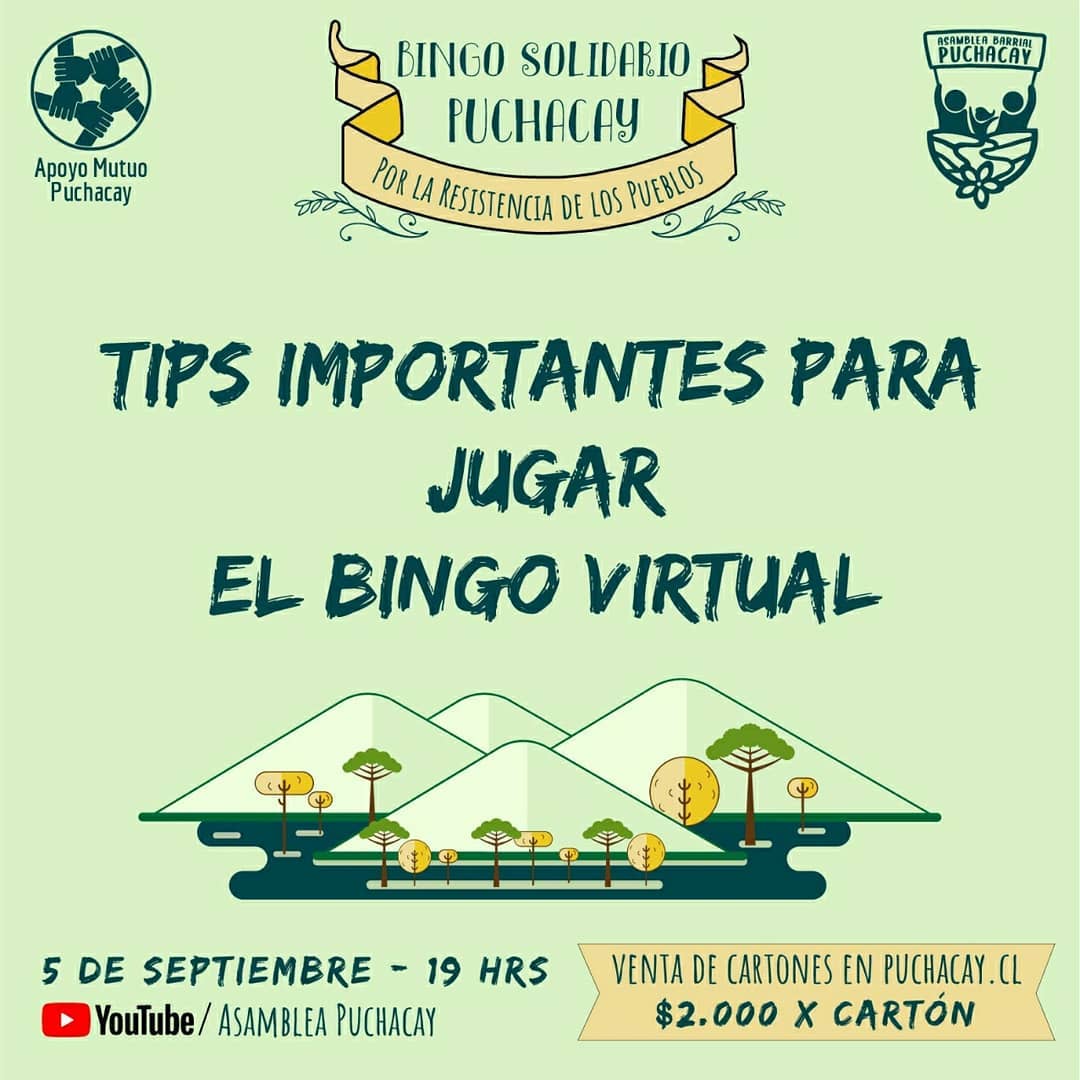 Apoyo Mutuo
Puchacay
BINGO SOLIDARIO
PUCHACAY
POR LA RESISTENCIA DE LOS PUEBLOS
ASAMBLEA BARRIAL
PUCHACAY
TIPS IMPORTANTES PARA
JUGAR
EL BINGO VIRTUAL
5 DE SEPTIEMBRE - 19 HRS
YouTube / ASAMBLEA PUCHACAY
VENTA DE CARTONES EN PUCHACAY.CL
$2.000 X CARTÓN